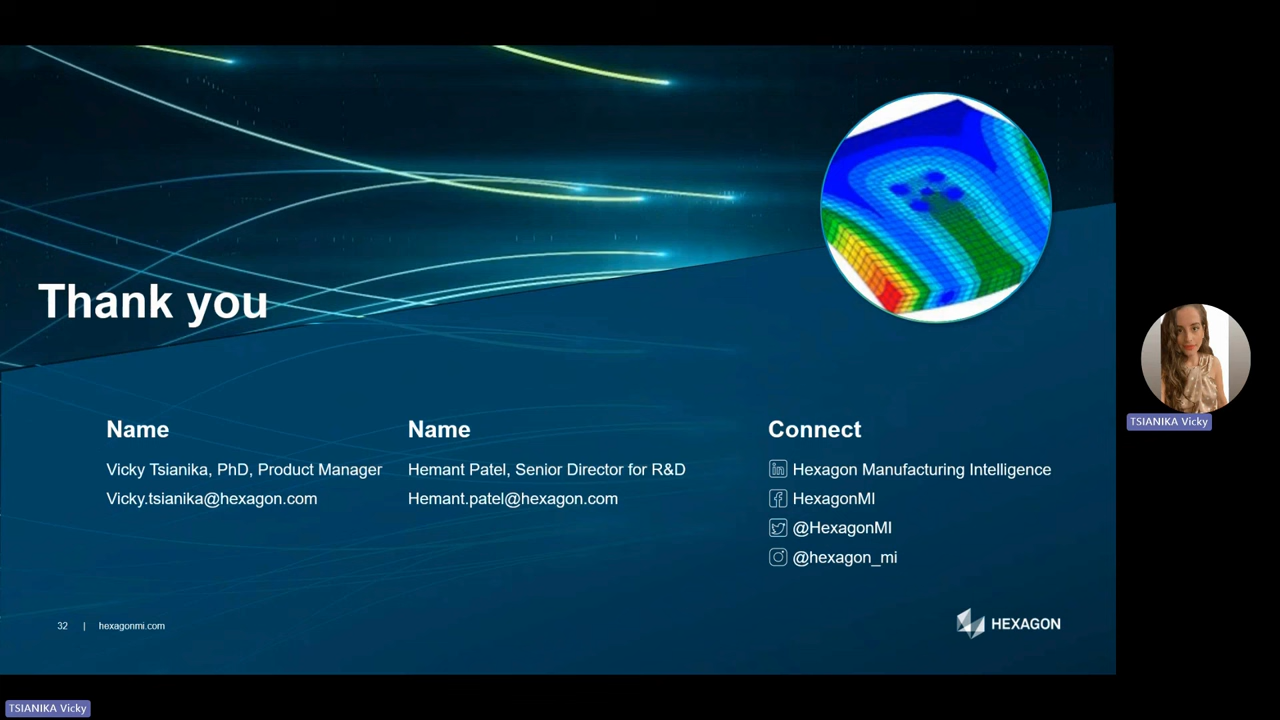 Thank you
Name
Vicky Tsianika, PhD, Product Manager
Vicky.tsianika@hexagon.com
Name
Hemant Patel, Senior Director for R&D
Hemant.patel@hexagon.com
Connect
Hexagon Manufacturing Intelligence
HexagonMI
@HexagonMI
@hexagon_mi
32 | hexagonmi.com
HEXAGON
TSIANIKA Vicky
TSIANIKA Vicky